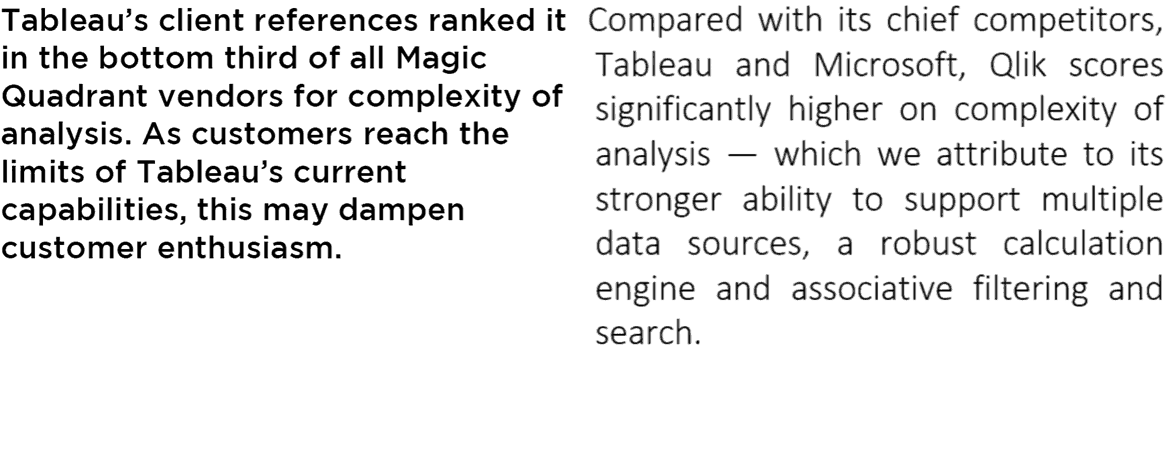 Tableau’s client references ranked it
in the bottom third of all Magic
Quadrant vendors for complexity of
analysis. As customers reach the
limits of Tableau’s current
capabilities, this may dampen
customer enthusiasm.
Compared with its chief competitors,
Tableau and Microsoft, Qlik scores
significantly higher on complexity of
analysis — which we attribute to its
stronger ability to support multiple
data sources, a robust calculation
engine and associative filtering and
search.